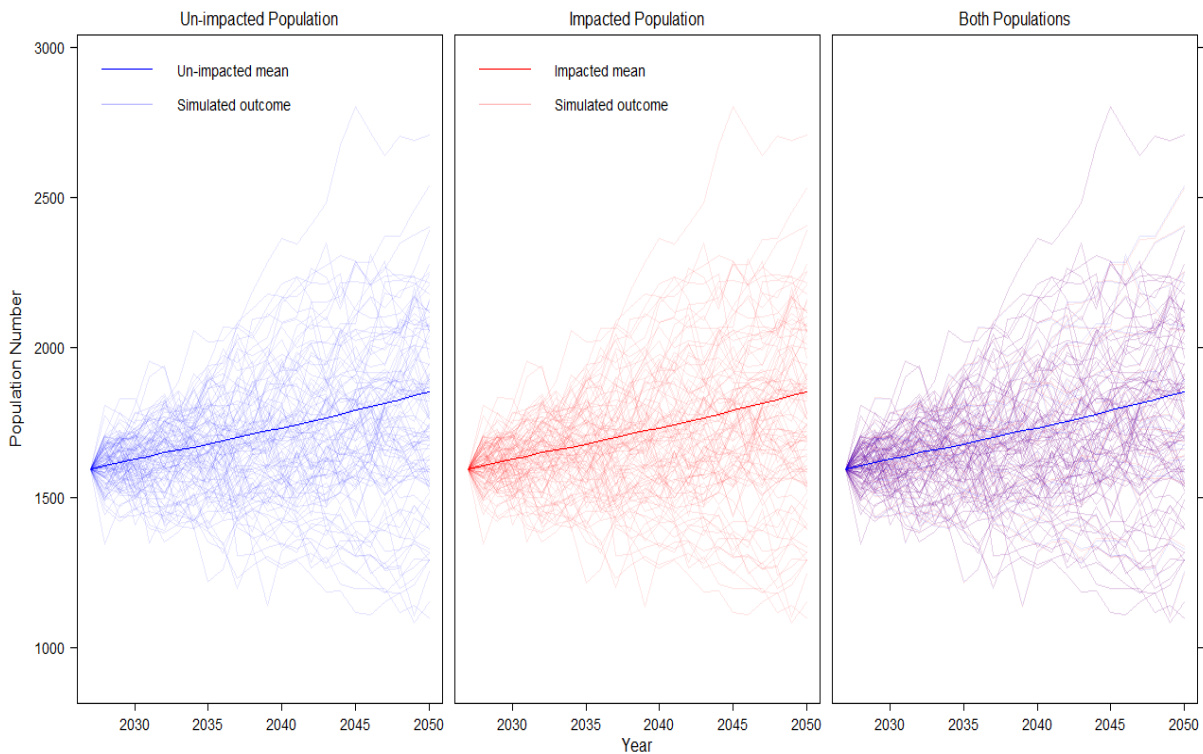 Un-impacted Population
Impacted Population
Both Populations
Un-impacted mean
Simulated outcome
Impacted mean
Simulated outcome
Population Number
3000
2500
2000
1500
1000
2030 2035 2040 2045 2050
2030 2035 2040 2045 2050
2030 2035 2040 2045 2050
Year